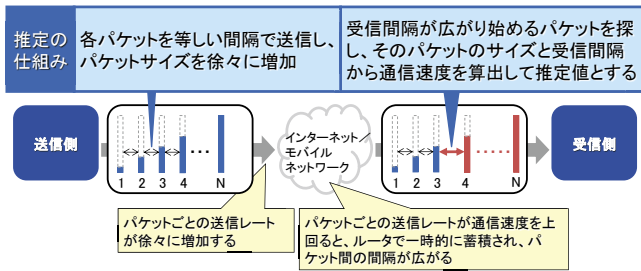 推定の
仕組み
各パケットを等しい間隔で送信し、
パケットサイズを徐々に増加
受信間隔が広がり始めるパケットを探
し、そのパケットのサイズと受信間隔
から通信速度を算出して推定値とする
送信側
1 2 3 4 ••• N
インターネット／
モバイル
ネットワーク
1 2 3 4 ••••• N
受信側
パケットごとの送信レート
が徐々に増加する
パケットごとの送信レートが通信速度を上
回ると、ルータで一時的に蓄積され、パ
ケット間の間隔が広がる